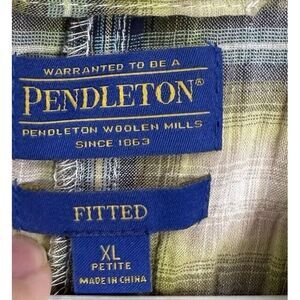 WARRANTED TO BE A
PENDLETON®
PENDLETON WOOLEN MILLS
SINCE 1863
FITTED
XL
PETITE
MADE IN CHINA